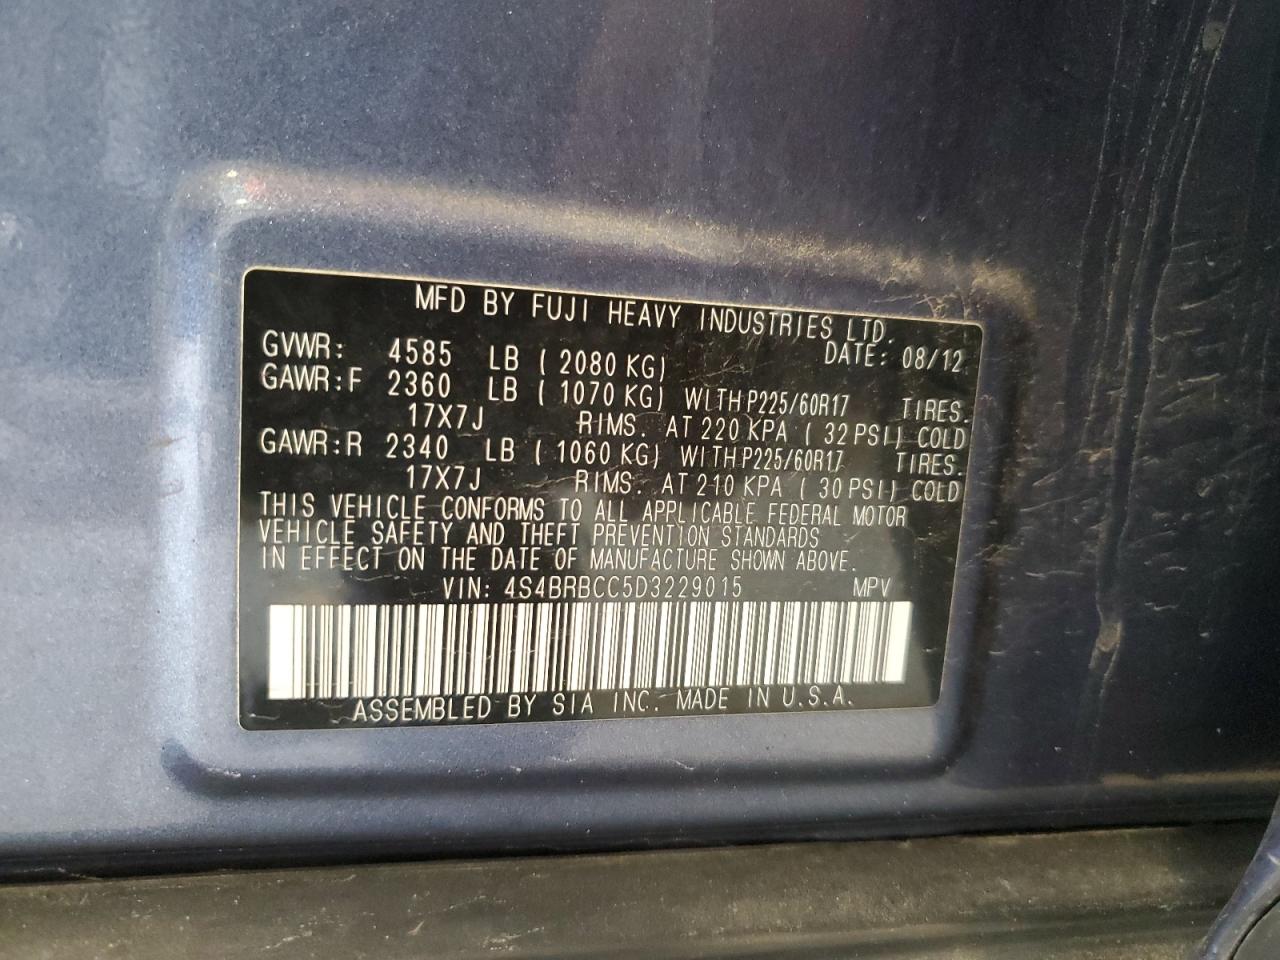 MFD BY FUJI HEAVY INDUSTRIES LTD.
DATE: 08/12
GVWR: 4585 LB ( 2080 KG)
GAWR:F 2360 LB ( 1070 KG) WITH P225/60R17 TIRES.
17X7J RIMS. AT 220 KPA ( 32 PSI) COLD
GAWR:R 2340 LB ( 1060 KG) WITH P225/60R17 TIRES.
17X7J RIMS. AT 210 KPA ( 30 PSI) COLD
THIS VEHICLE CONFORMS TO ALL APPLICABLE FEDERAL MOTOR
VEHICLE SAFETY AND THEFT PREVENTION STANDARDS
IN EFFECT ON THE DATE OF MANUFACTURE SHOWN ABOVE.
VIN: 4S4BRBCC5D3229015 MPV
ASSEMBLED BY SIA INC. MADE IN U.S.A.